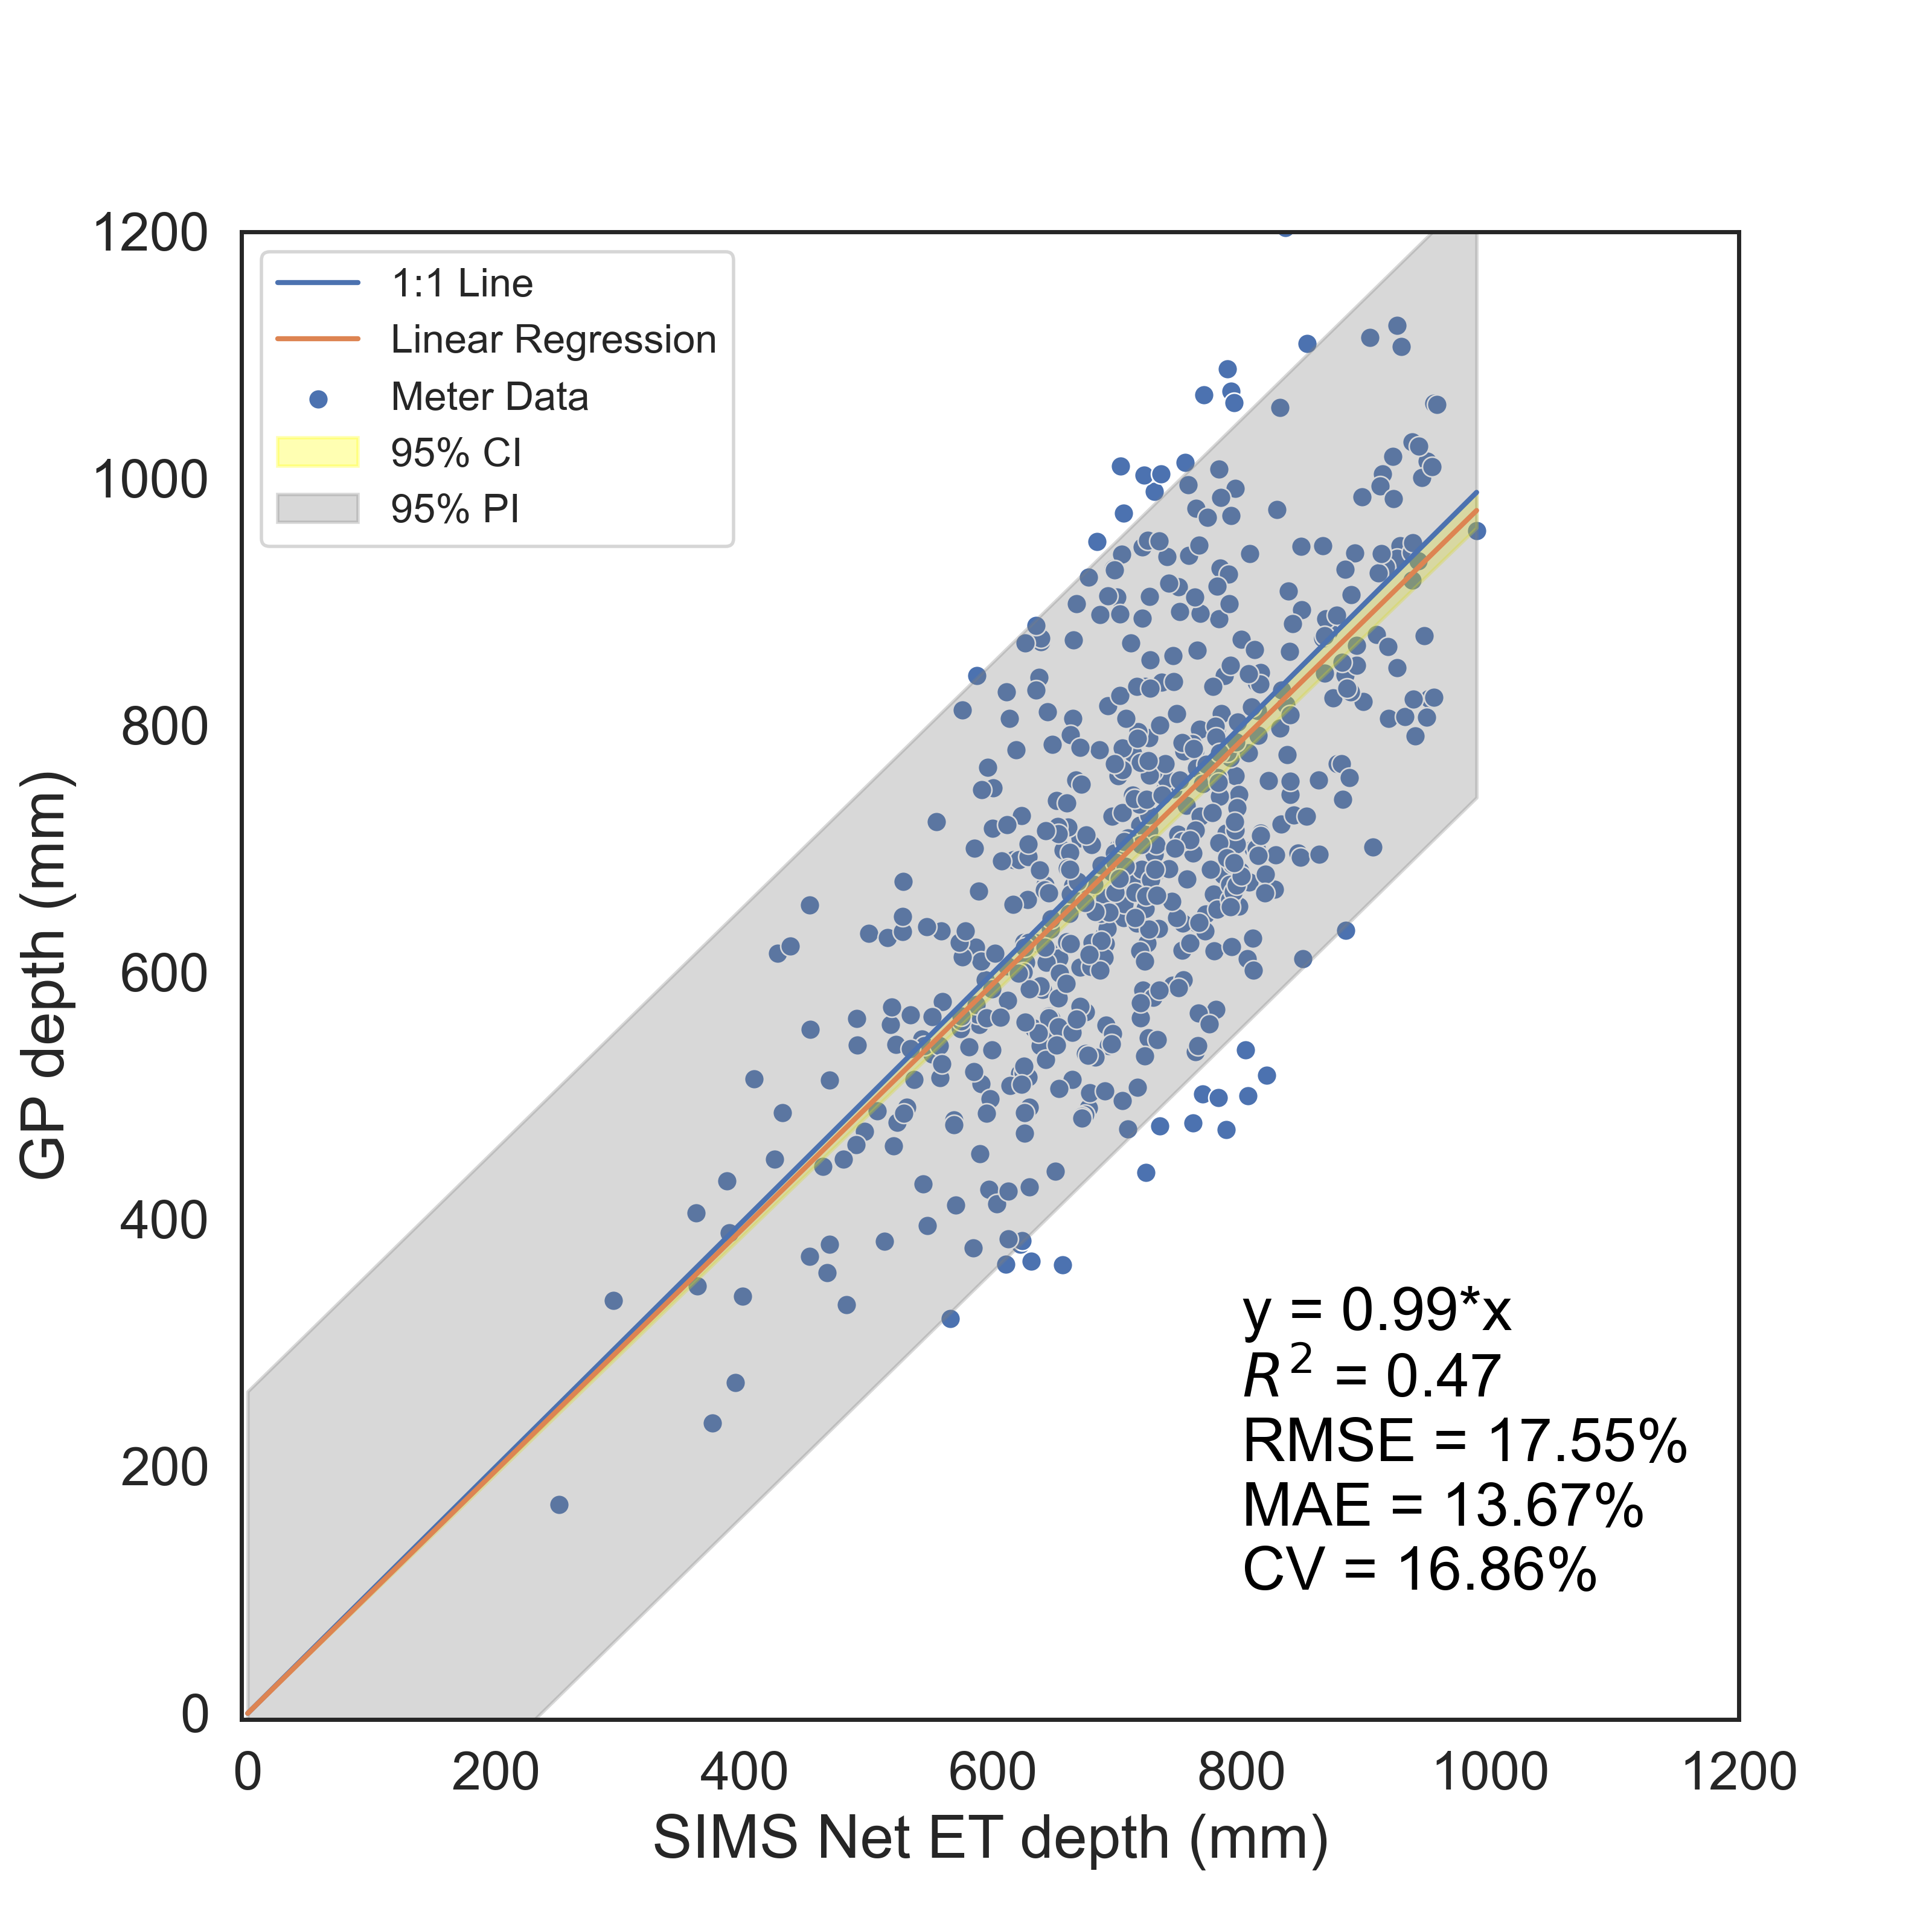 1200
1000
800
600
400
200
0
GP depth (mm)
1:1 Line
Linear Regression
Meter Data
95% CI
95% PI
y = 0.99*x
R² = 0.47
RMSE = 17.55%
MAE = 13.67%
CV = 16.86%
0 200 400 600 800 1000 1200
SIMS Net ET depth (mm)